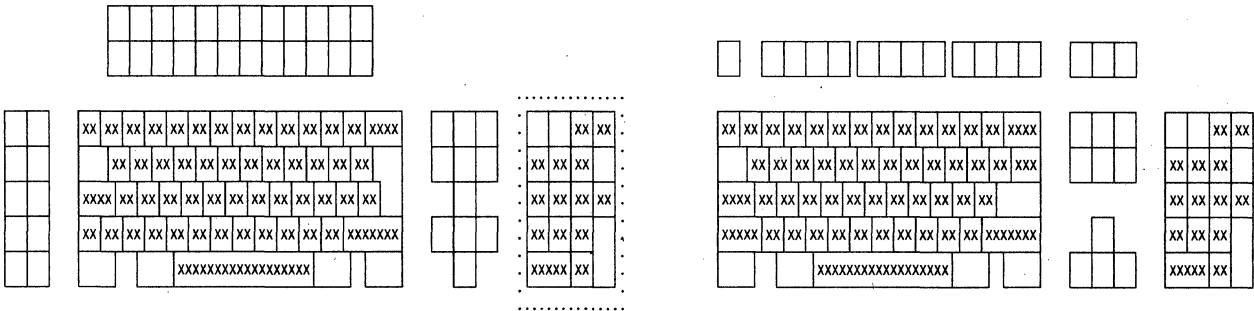 XX XX XX XX XX XX XX XX XX XX XX XX XX XXXX XX XX
XX XX XX XX XX XX XX XX XX XX XX XX XX XX XX
XXXX XX XX XX XX XX XX XX XX XX XX XX XX XX XX XX XX
XX XX XX XX XX XX XX XX XX XX XX XX XXXXXXX XX XX XX
XXXXXXXXXXXXXXXXXX XXXXX XX
XX XX XX XX XX XX XX XX XX XX XX XX XX XXXX XX XX
XX XX XX XX XX XX XX XX XX XX XX XX XXX XX XX XX
XXXX XX XX XX XX XX XX XX XX XX XX XX XX XX XX XX
XXXXX XX XX XX XX XX XX XX XX XX XX XXXXXXX XX XX XX
XXXXXXXXXXXXXXXXXX XXXXX XX